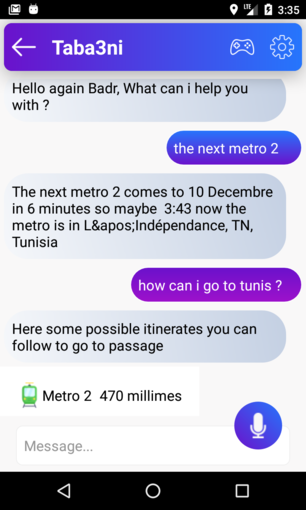 LTE 3:35
Taba3ni
Hello again Badr, What can i help you
with ?
the next metro 2
The next metro 2 comes to 10 Decembre
in 6 minutes so maybe  3:43 now the
metro is in L&apos;Indépendance, TN,
Tunisia
how can i go to tunis ?
Here some possible itinerates you can
follow to go to passage
Metro 2  470 millimes
Message...